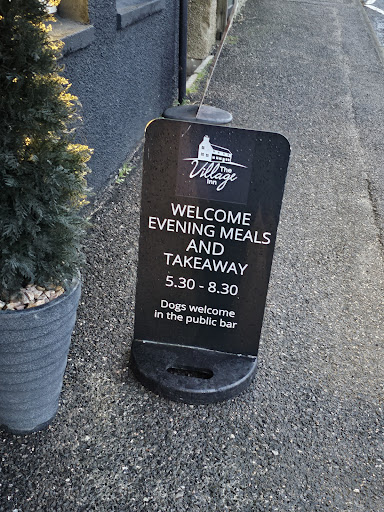 The
Village
Inn
WELCOME
EVENING MEALS
AND
TAKEAWAY
5.30 - 8.30
Dogs welcome
in the public bar